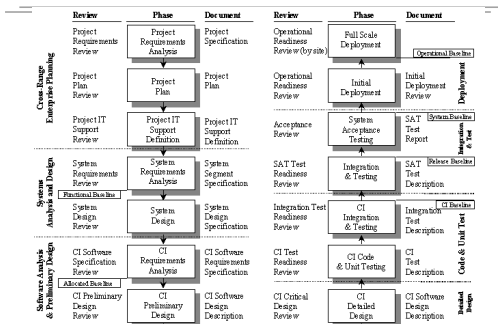 Review Phase Document
Project
Requirements
Review
Project
Requirements
Analysis
Project
Specification
Project
Plan
Review
Project
Plan
Project
Plan
Project IT
Support
Review
Project IT
Support
Definition
Project IT
Support
Definition
System
Requirements
Review
System
Requirements
Analysis
System
Segment
Specification
Functional Baseline
System
Design
Review
System
Design
System
Design
Specification
CI Software
Specification
Review
CI
Requirements
Analysis
CI Software
Requirements
Specification
Allocated Baseline
CI Preliminary
Design
Review
CI
Preliminary
Design
CI Software
Design
Description
Cross-Range
Enterprise Planning
Systems
Analysis and Design
Software Analysis
& Preliminary Design
Review Phase Document
Operational
Readiness
Review (by site)
Full Scale
Deployment
Operational Baseline
Operational
Readiness
Review
Initial
Deployment
Initial
Deployment
Review
System Baseline
Acceptance
Review
System
Acceptance
Testing
SAT
Test
Report
Release Baseline
SAT Test
Readiness
Review
Integration
& Testing
SAT
Test
Description
CI Baseline
Integration Test
Readiness
Review
CI
Integration
& Testing
Integration
Test
Description
CI Test
Readiness
Review
CI Code
& Unit Testing
CI
Test
Description
CI Critical
Design
Review
CI
Detailed
Design
CI Software
Design
Description
Deployment
Integration
& Test
Code & Unit Test
Detailed
Design